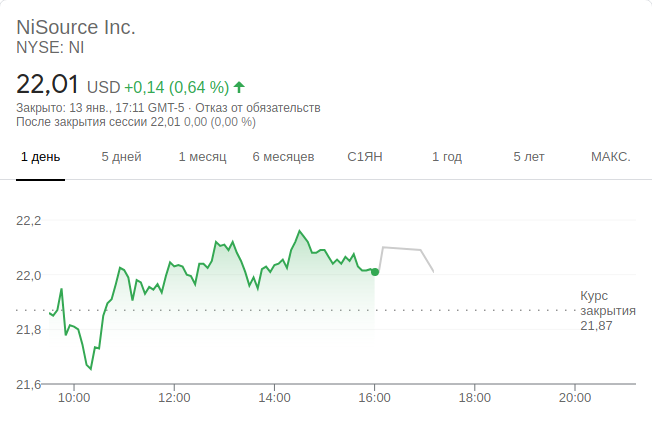 NiSource Inc.
NYSE: NI
22,01 USD +0,14 (0,64 %)
Закрыто: 13 янв., 17:11 GMT-5 · Отказ от обязательств
После закрытия сессии 22,01 0,00 (0,00 %)
1 день 5 дней 1 месяц 6 месяцев С1ЯН 1 год 5 лет МАКС.
22,2
22,0
Курс
закрытия
21,87
21,8
21,6
10:00 12:00 14:00 16:00 18:00 20:00